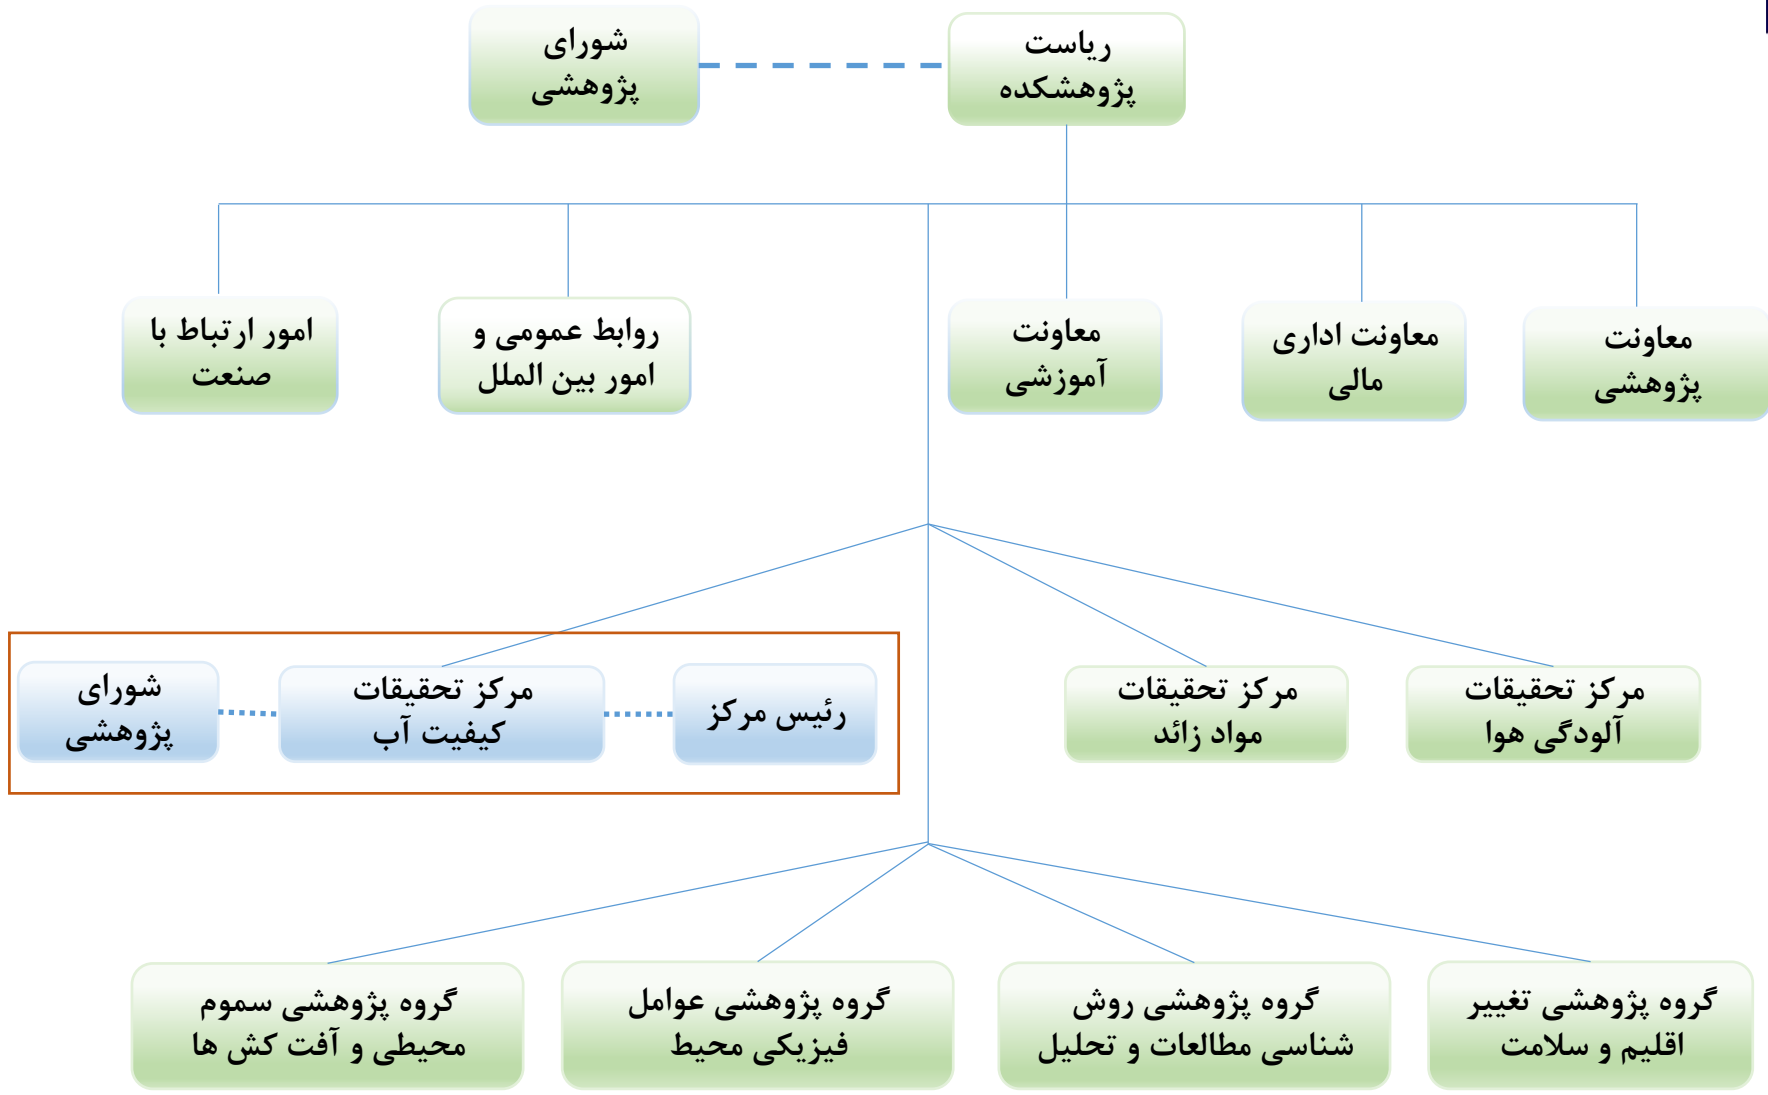 ریاست
پژوهشکده
شورای
پژوهشی
معاونت
پژوهشی
معاونت اداری
مالی
معاونت
آموزشی
روابط عمومی و
امور بین الملل
امور ارتباط با
صنعت
مرکز تحقیقات
آلودگی هوا
مرکز تحقیقات
مواد زائد
رئیس مرکز
مرکز تحقیقات
کیفیت آب
شورای
پژوهشی
گروه پژوهشی تغییر
اقلیم و سلامت
گروه پژوهشی روش
شناسی مطالعات و تحلیل
گروه پژوهشی عوامل
فیزیکی محیط
گروه پژوهشی سموم
محیطی و آفت کش ها